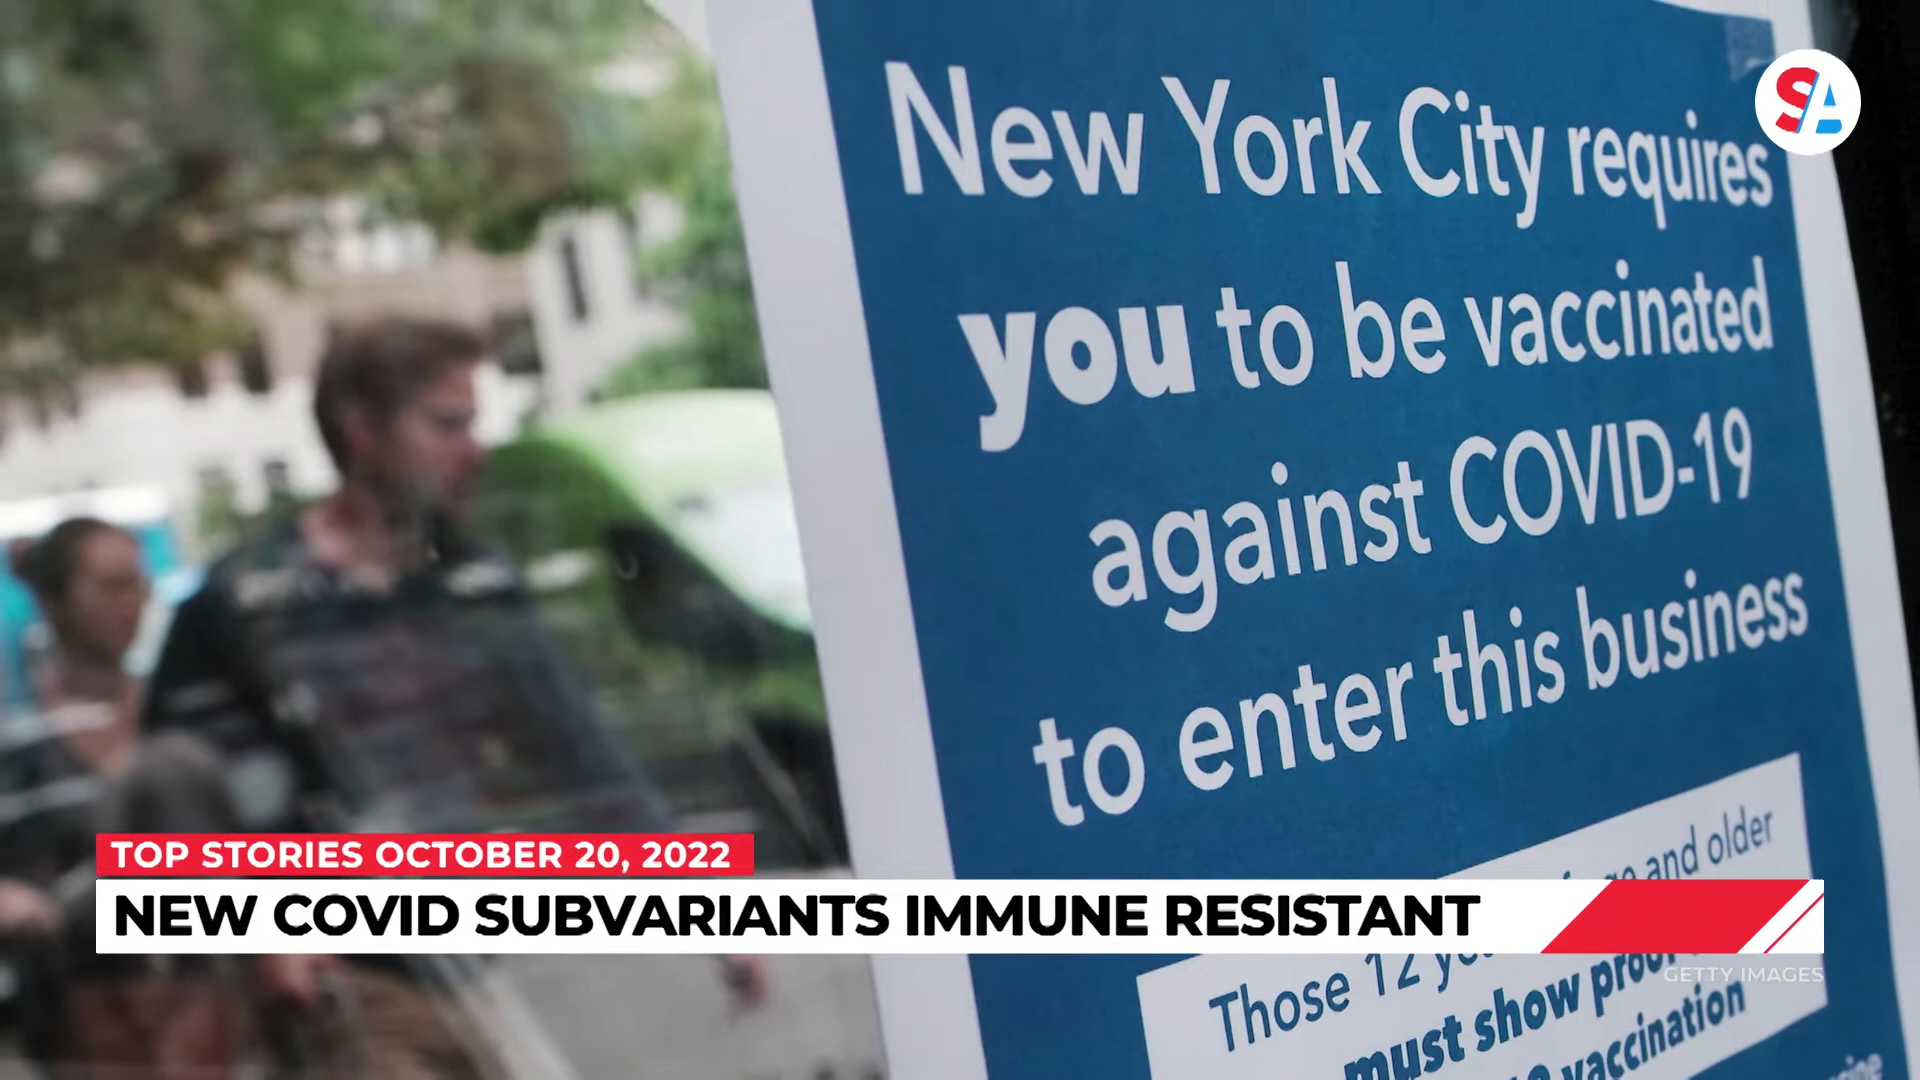 New York City requires
you to be vaccinated
against COVID-19
to enter this business
and older
Those 12
must show proof
vaccination
SA
TOP STORIES OCTOBER 20, 2022
NEW COVID SUBVARIANTS IMMUNE RESISTANT
GETTY IMAGES